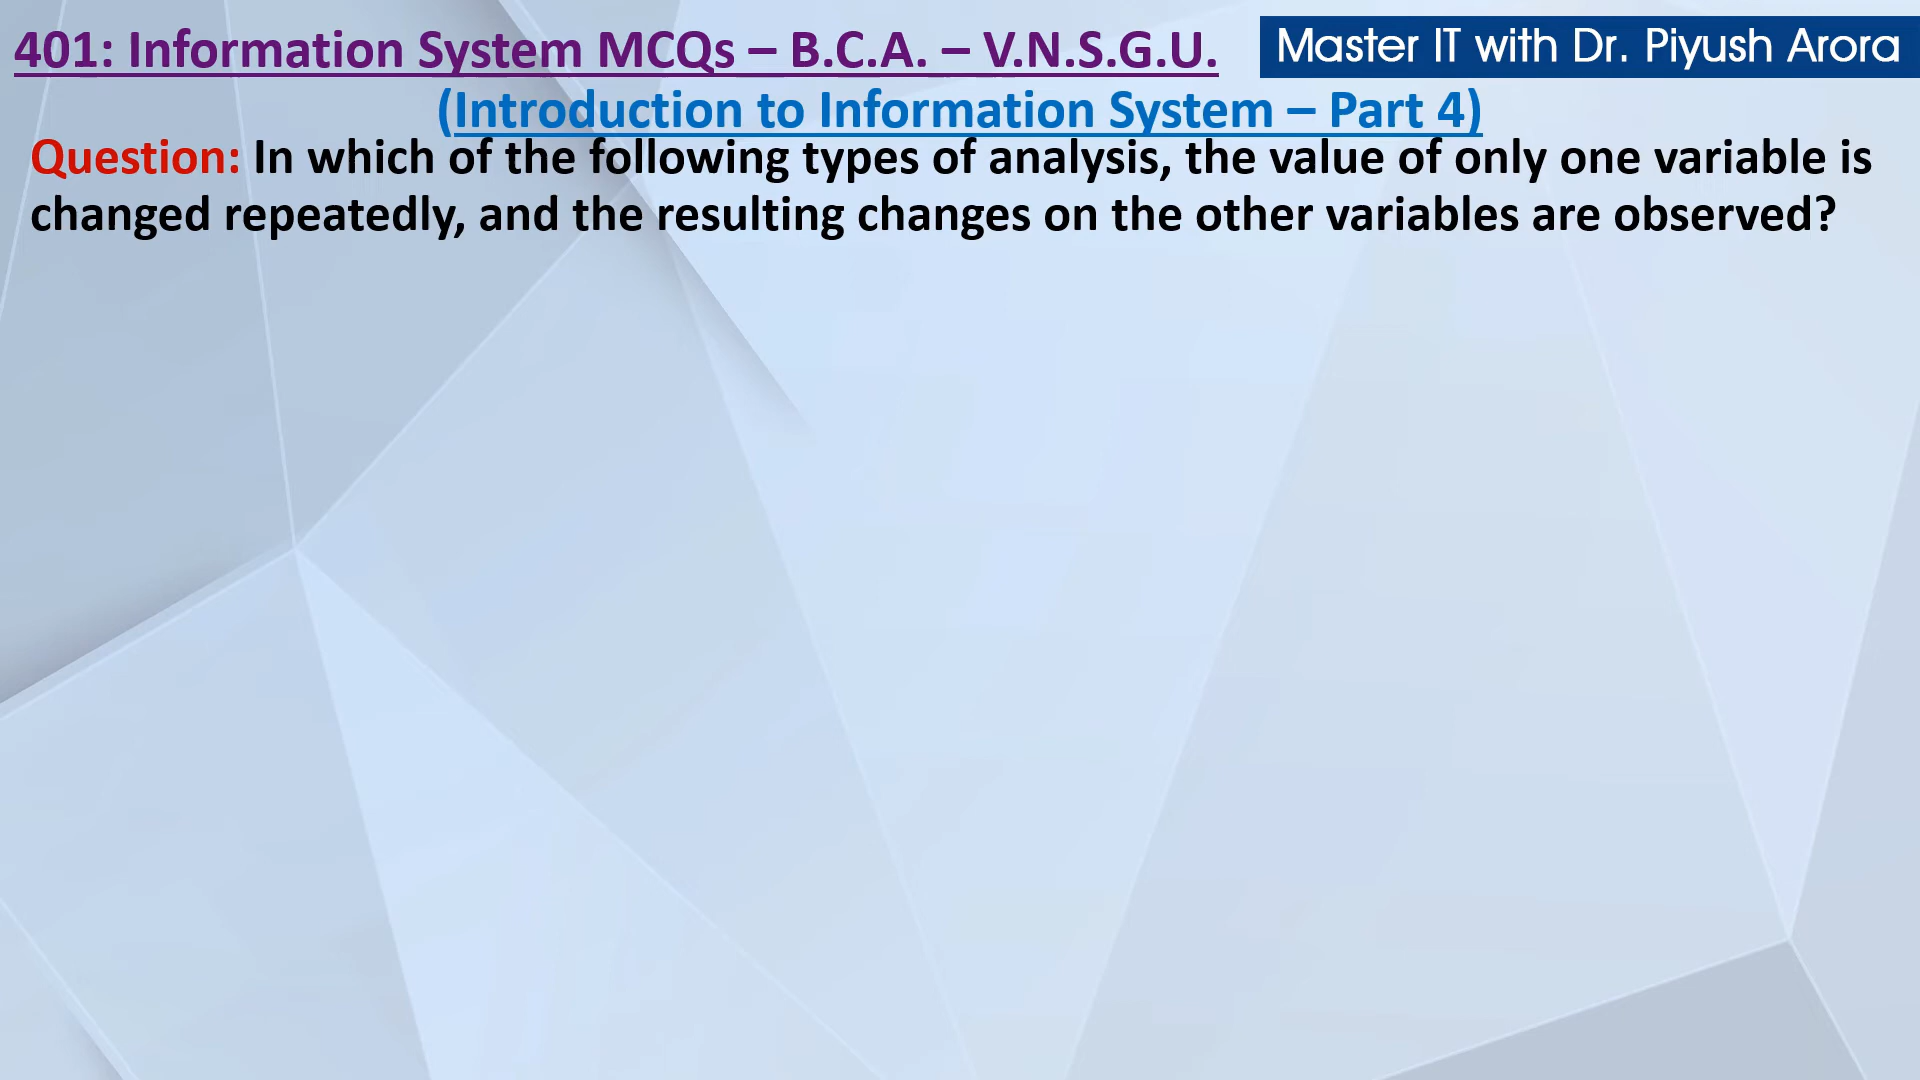 401: Information System MCQs – B.C.A. – V.N.S.G.U.
Master IT with Dr. Piyush Arora
(Introduction to Information System – Part 4)
Question: In which of the following types of analysis, the value of only one variable is
changed repeatedly, and the resulting changes on the other variables are observed?